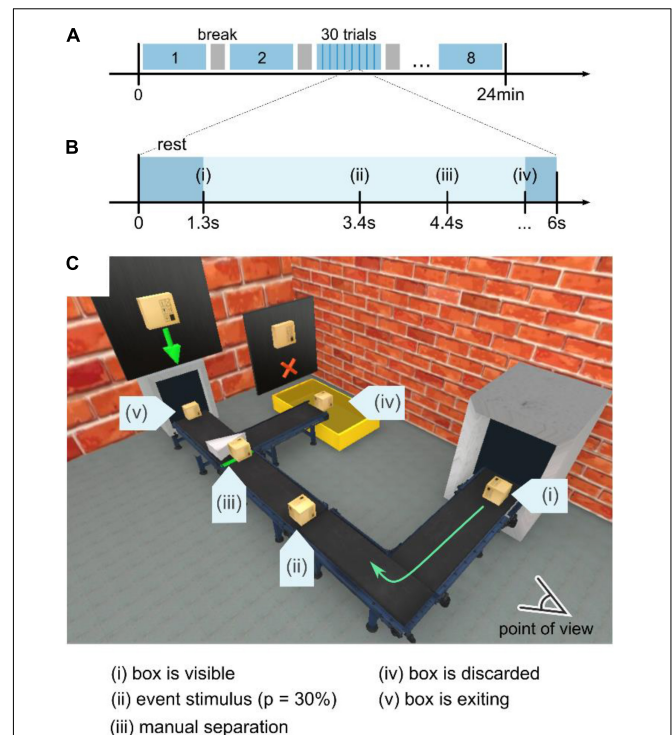 A
break
30 trials
1
2
...
8
0
24min
B
rest
(i)
(ii)
(iii)
(iv)
0
1.3s
3.4s
4.4s
...
6s
C
(v)
(iv)
(iii)
(i)
(ii)
point of view
(i) box is visible
(ii) event stimulus (p = 30%)
(iii) manual separation
(iv) box is discarded
(v) box is exiting